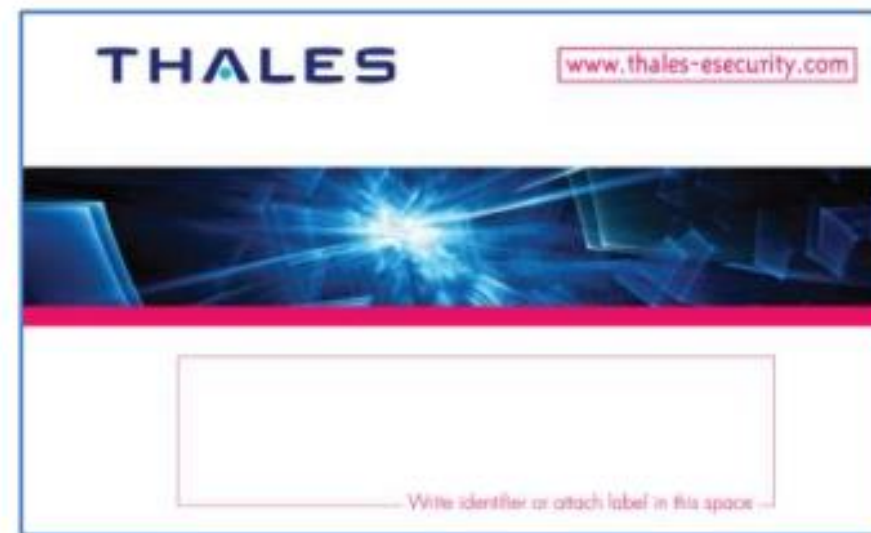 THALES
www.thales-esecurity.com
Write identifier or attach label in this space